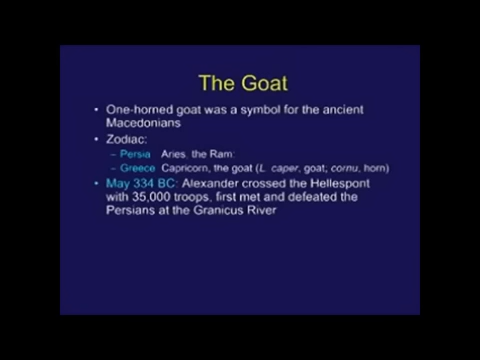 The Goat
• One-horned goat was a symbol for the ancient
Macedonians
• Zodiac:
– Persia Aries, the Ram:
– Greece Capricorn, the goat (L. caper, goat; cornu, horn)
• May 334 BC: Alexander crossed the Hellespont
with 35,000 troops, first met and defeated the
Persians at the Granicus River